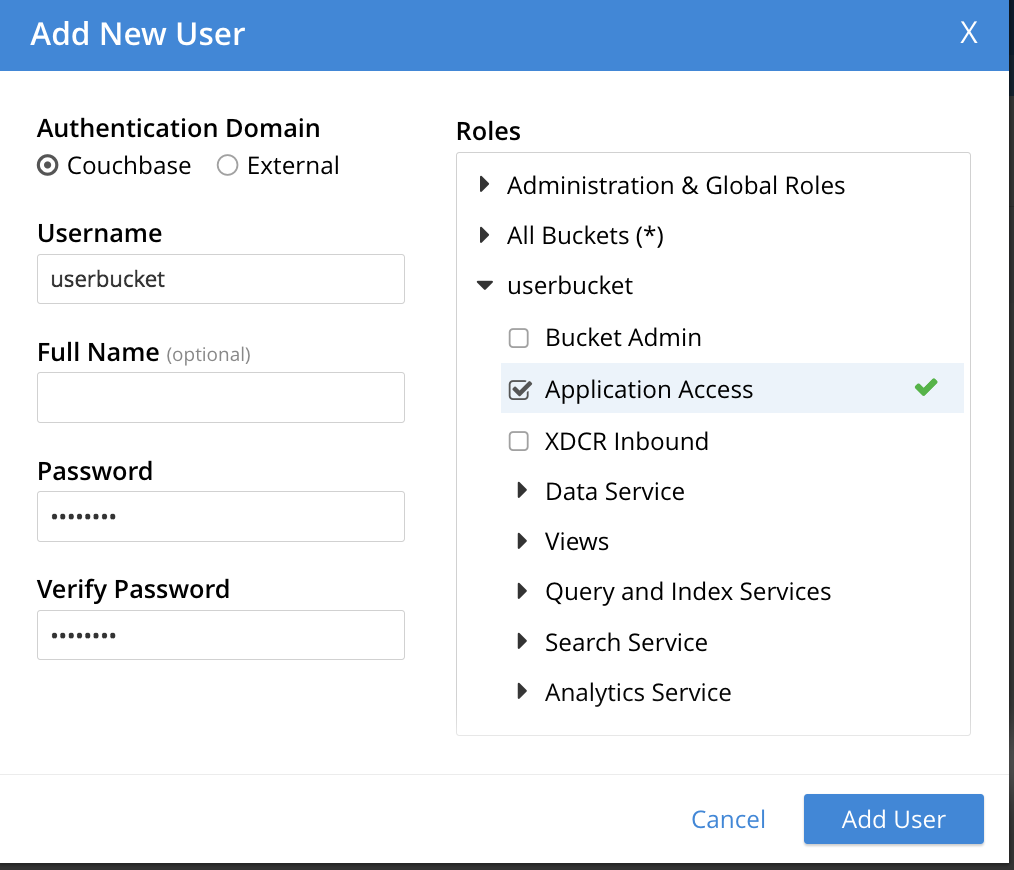 Add New User
X
Authentication Domain
Couchbase External
Username
userbucket
Full Name (optional)
Password
••••••••
Verify Password
••••••••
Roles
Administration & Global Roles
All Buckets (*)
userbucket
Bucket Admin
Application Access
XDCR Inbound
Data Service
Views
Query and Index Services
Search Service
Analytics Service
Cancel
Add User